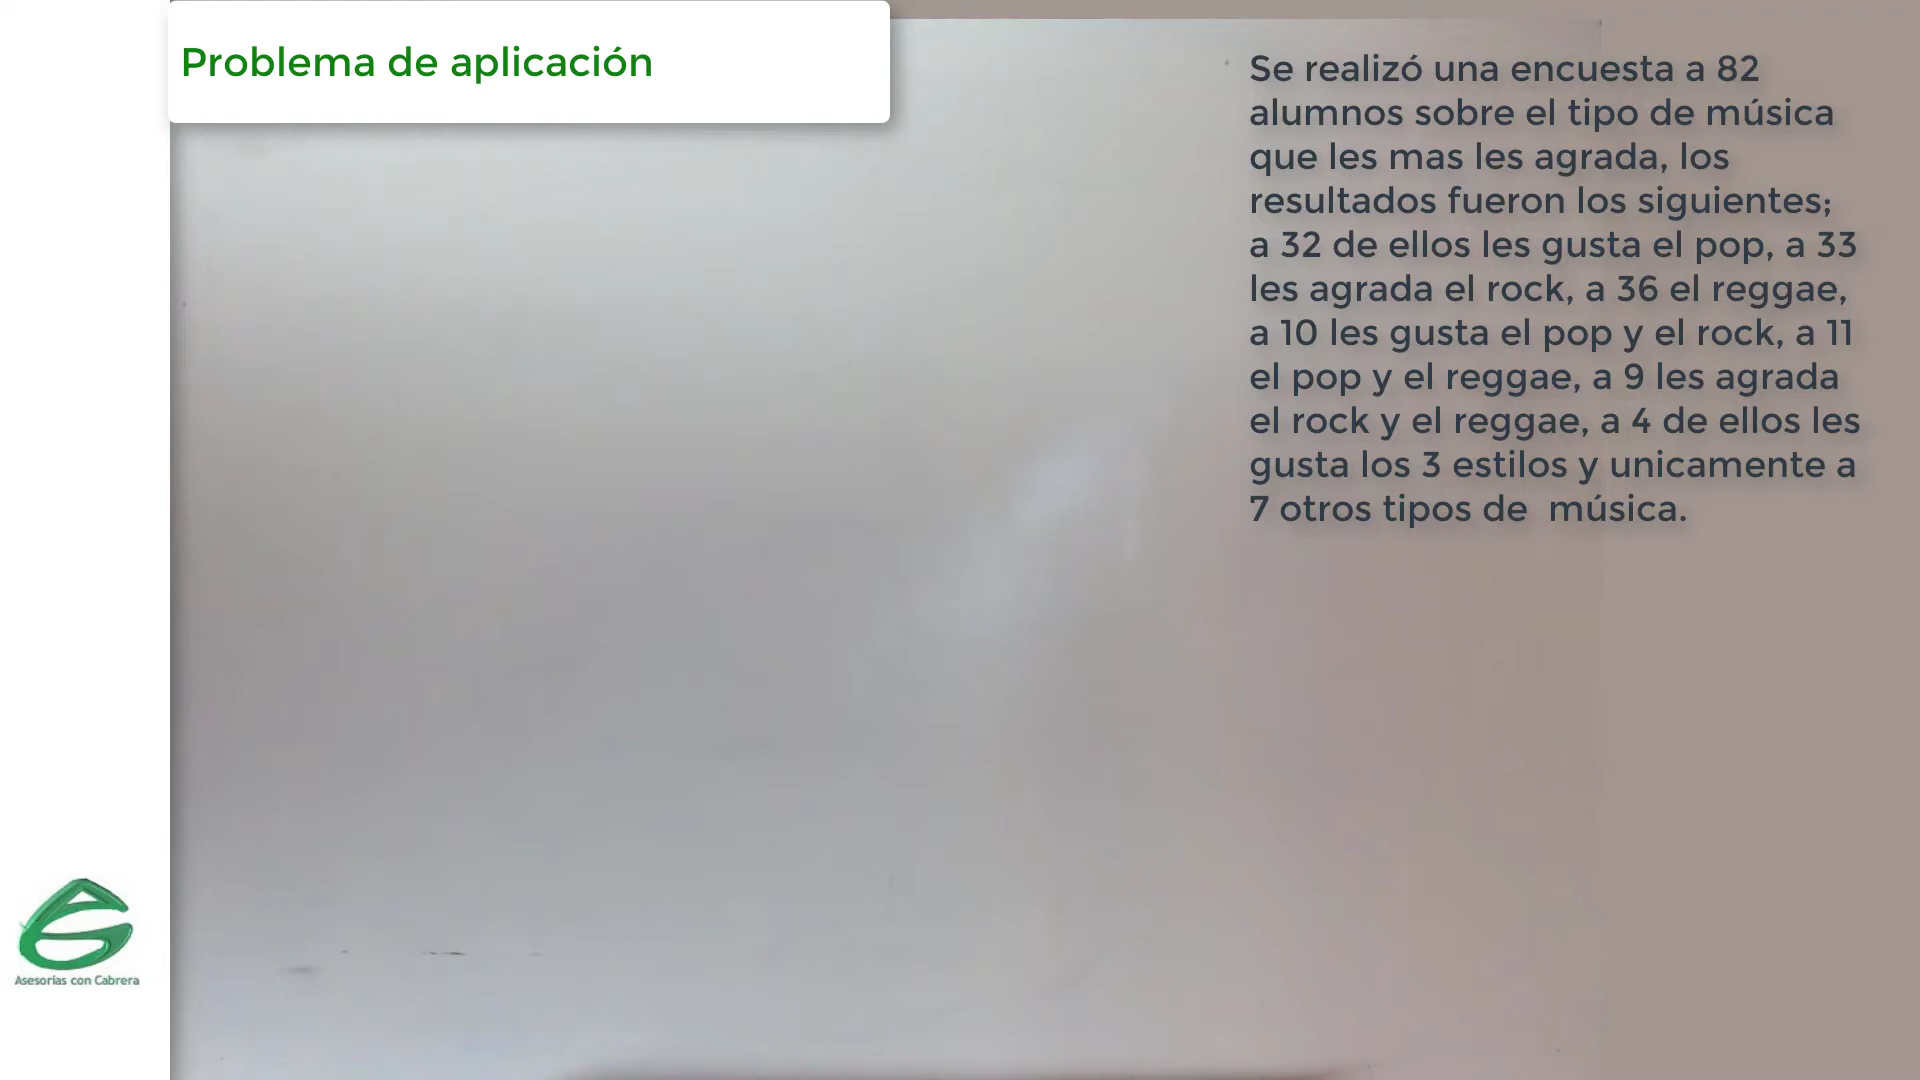 Problema de aplicación
Se realizó una encuesta a 82
alumnos sobre el tipo de música
que les mas les agrada, los
resultados fueron los siguientes;
a 32 de ellos les gusta el pop, a 33
les agrada el rock, a 36 el reggae,
a 10 les gusta el pop y el rock, a 11
el pop y el reggae, a 9 les agrada
el rock y el reggae, a 4 de ellos les
gusta los 3 estilos y unicamente a
7 otros tipos de  música.
Asesorías con Cabrera